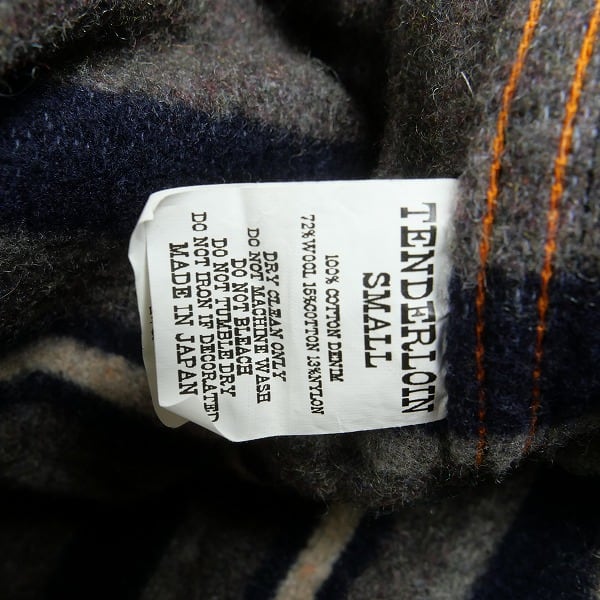 TENDERLOIN
SMALL
100% COTTON DENIM
72%WOOL 15%COTTON 13%NYLON
DRY CLEAN ONLY
DO NOT MACHINE WASH
DO NOT BLEACH
DO NOT TUMBLE DRY
DO NOT IRON IF DECORATED
MADE IN JAPAN